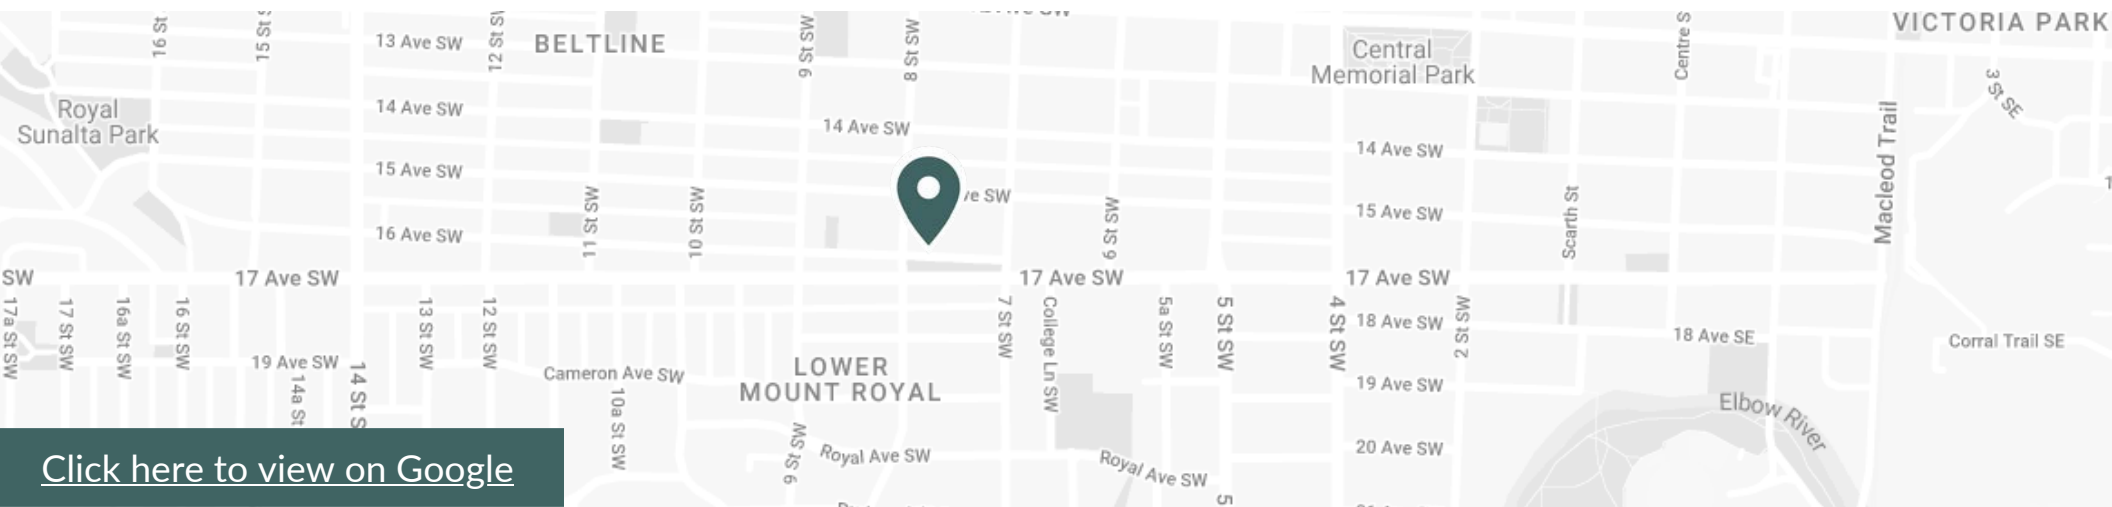 VICTORIA PARK
16 St
15 St S
13 Ave SW
12 St SW
BELTLINE
9 St SW
8 St SW
Central
Memorial Park
Centre S
3 St SE
Royal
Sunalta Park
14 Ave SW
14 Ave SW
14 Ave SW
Macleod Trail
15 Ave SW
ve SW
15 Ave SW
11 St SW
10 St SW
6 St SW
Scarth St
16 Ave SW
SW
17 Ave SW
17 Ave SW
17 Ave SW
17a St SW
17 St SW
16a St SW
16 St SW
13 St SW
12 St SW
7 St SW
College Ln SW
5a St SW
5 St SW
4 St SW
18 Ave SW
2 St SW
18 Ave SE
Corral Trail SE
19 Ave SW
14a St
14 St S
Cameron Ave SW
LOWER
MOUNT ROYAL
19 Ave SW
Elbow River
10a St SW
6 St SW
Royal Ave SW
Royal Ave SW
20 Ave SW
5
Click here to view on Google